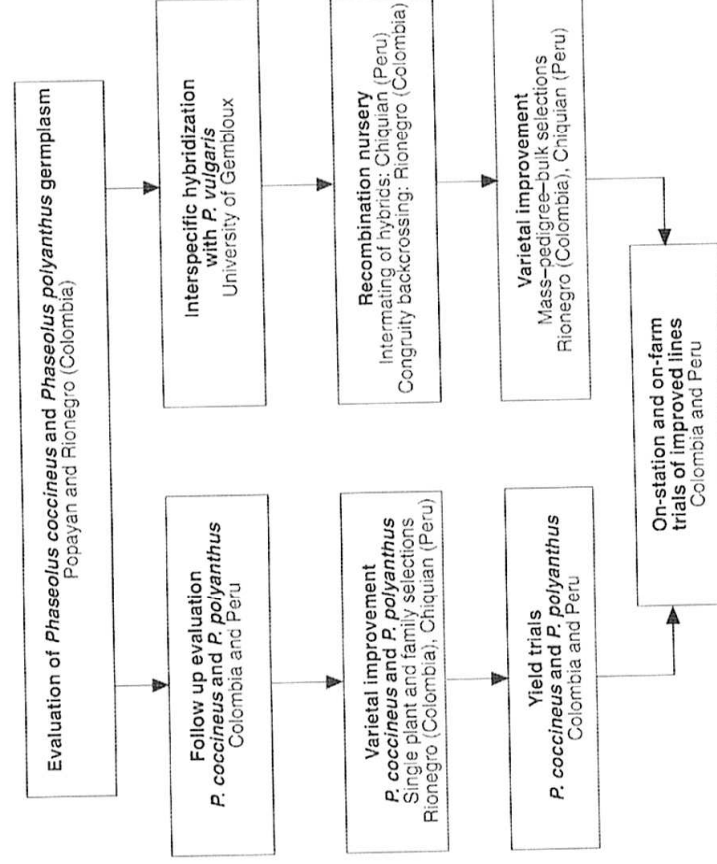 Evaluation of Phaseolus coccineus and Phaseolus polyanthus germplasm
Popayan and Rionegro (Colombia)
Follow up evaluation
P. coccineus and P. polyanthus
Colombia and Peru
Varietal improvement
P. coccineus and P. polyanthus
Single plant and family selections
Rionegro (Colombia), Chiquian (Peru)
Yield trials
P. coccineus and P. polyanthus
Colombia and Peru
Interspecific hybridization
with P. vulgaris
University of Gembloux
Recombination nursery
Intermating of hybrids: Chiquian (Peru)
Congruity backcrossing: Rionegro (Colombia)
Varietal improvement
Mass–pedigree–bulk selections
Rionegro (Colombia), Chiquian (Peru)
On-station and on-farm
trials of improved lines
Colombia and Peru